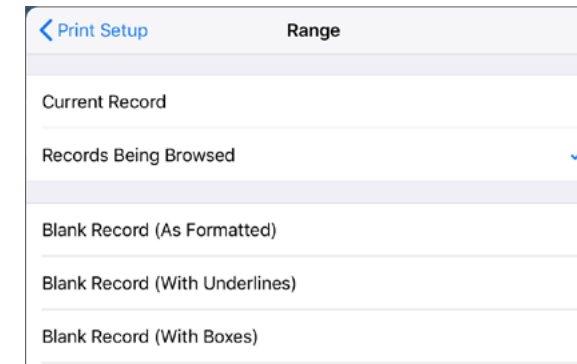 Print Setup
Range
Current Record
Records Being Browsed
Blank Record (As Formatted)
Blank Record (With Underlines)
Blank Record (With Boxes)